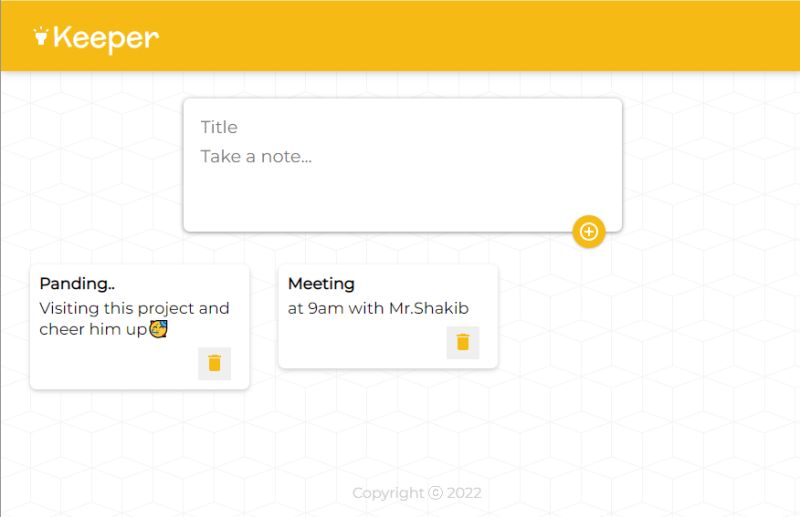 Keeper
Title
Take a note...
Panding..
Visiting this project and
cheer him up🥳
Meeting
at 9am with Mr.Shakib
Copyright ⓒ 2022